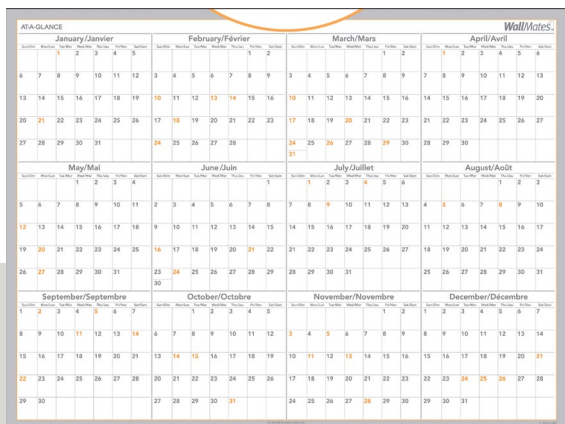 AT-A-GLANCE
WallMates
January/Janvier February/Février March/Mars April/Avril
1 2 3 4 5 1 2 1 2 1 2 3 4 5 6
6 7 8 9 10 11 12 3 4 5 6 7 8 9 3 4 5 6 7 8 9 7 8 9 10 11 12 13
13 14 15 16 17 18 19 10 11 12 13 14 15 16 10 11 12 13 14 15 16 14 15 16 17 18 19 20
20 21 22 23 24 25 26 17 18 19 20 21 22 23 17 18 19 20 21 22 23 21 22 23 24 25 26 27
27 28 29 30 31 24 25 26 27 28 24 25 26 27 28 29 30 28 29 30
31
May/Mai June/Juin July/Juillet August/Août
1 2 3 4 1 1 2 3 4 5 6 1 2 3
5 6 7 8 9 10 11 2 3 4 5 6 7 8 7 8 9 10 11 12 13 4 5 6 7 8 9 10
12 13 14 15 16 17 18 9 10 11 12 13 14 15 14 15 16 17 18 19 20 11 12 13 14 15 16 17
19 20 21 22 23 24 25 16 17 18 19 20 21 22 21 22 23 24 25 26 27 18 19 20 21 22 23 24
26 27 28 29 30 31 23 24 25 26 27 28 29 28 29 30 31 25 26 27 28 29 30 31
30
September/Septembre October/Octobre November/Novembre December/Décembre
1 2 3 4 5 6 7 1 2 3 4 5 1 2 1 2 3 4 5 6 7
8 9 10 11 12 13 14 6 7 8 9 10 11 12 3 4 5 6 7 8 9 8 9 10 11 12 13 14
15 16 17 18 19 20 21 13 14 15 16 17 18 19 10 11 12 13 14 15 16 15 16 17 18 19 20 21
22 23 24 25 26 27 28 20 21 22 23 24 25 26 17 18 19 20 21 22 23 22 23 24 25 26 27 28
29 30 27 28 29 30 31 24 25 26 27 28 29 30 29 30 31